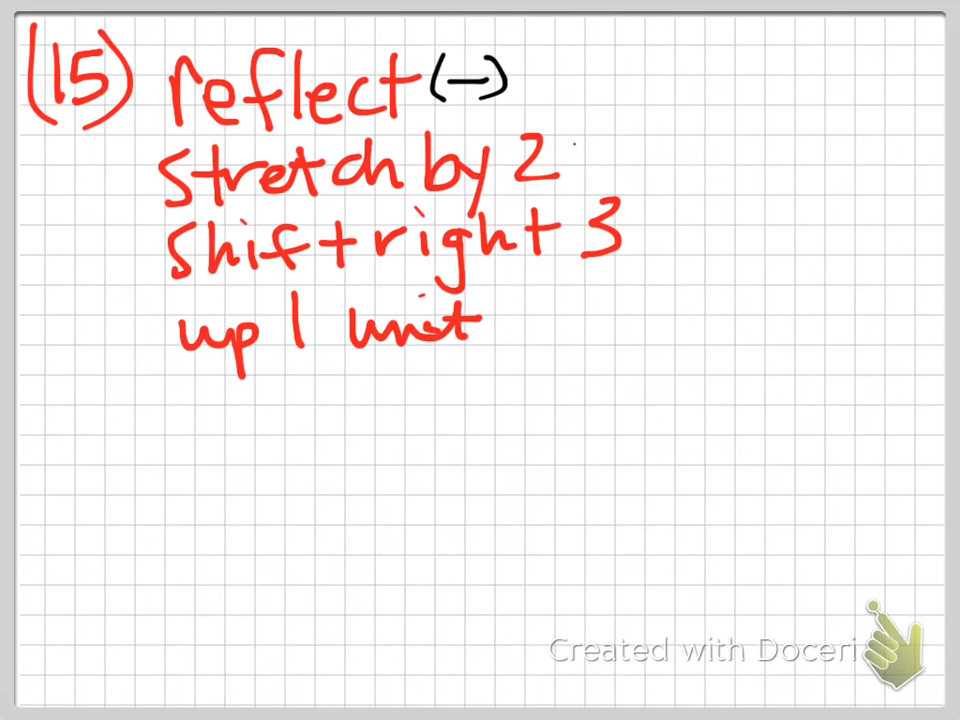 (15) reflect (-)
stretch by 2
shift right 3
up 1 unit
Created with Doceri